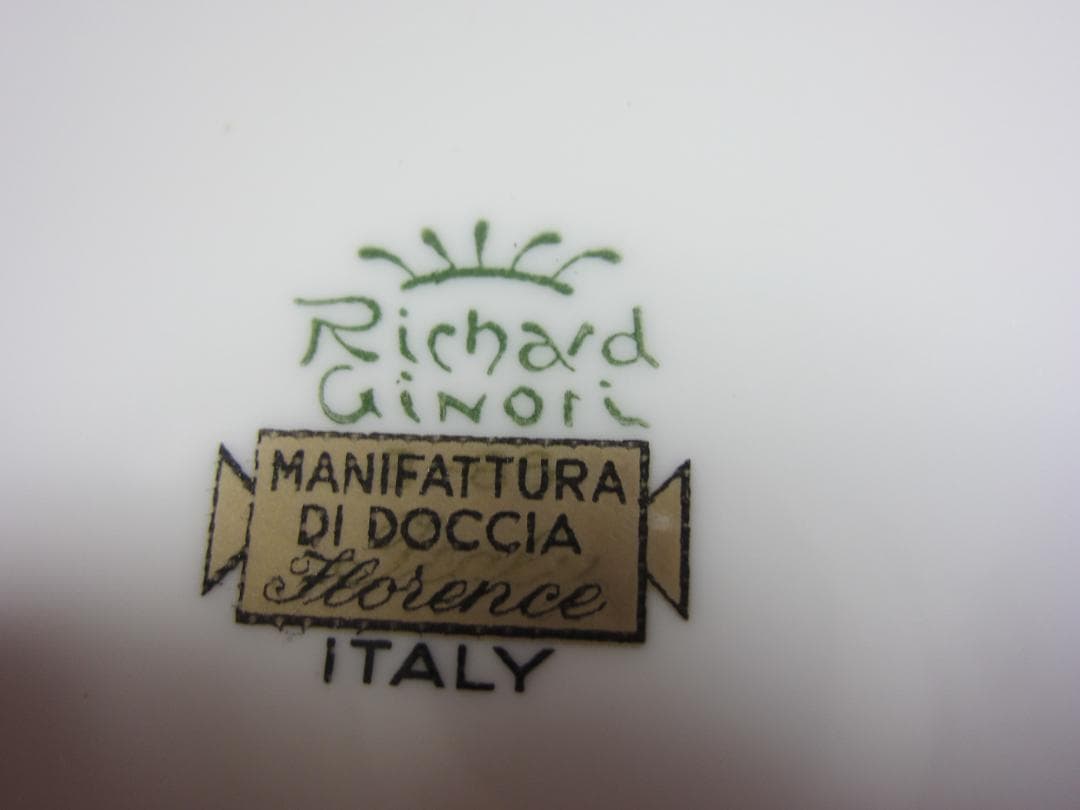 Richard
Ginori
MANIFATTURA
DI DOCCIA
Florence
ITALY